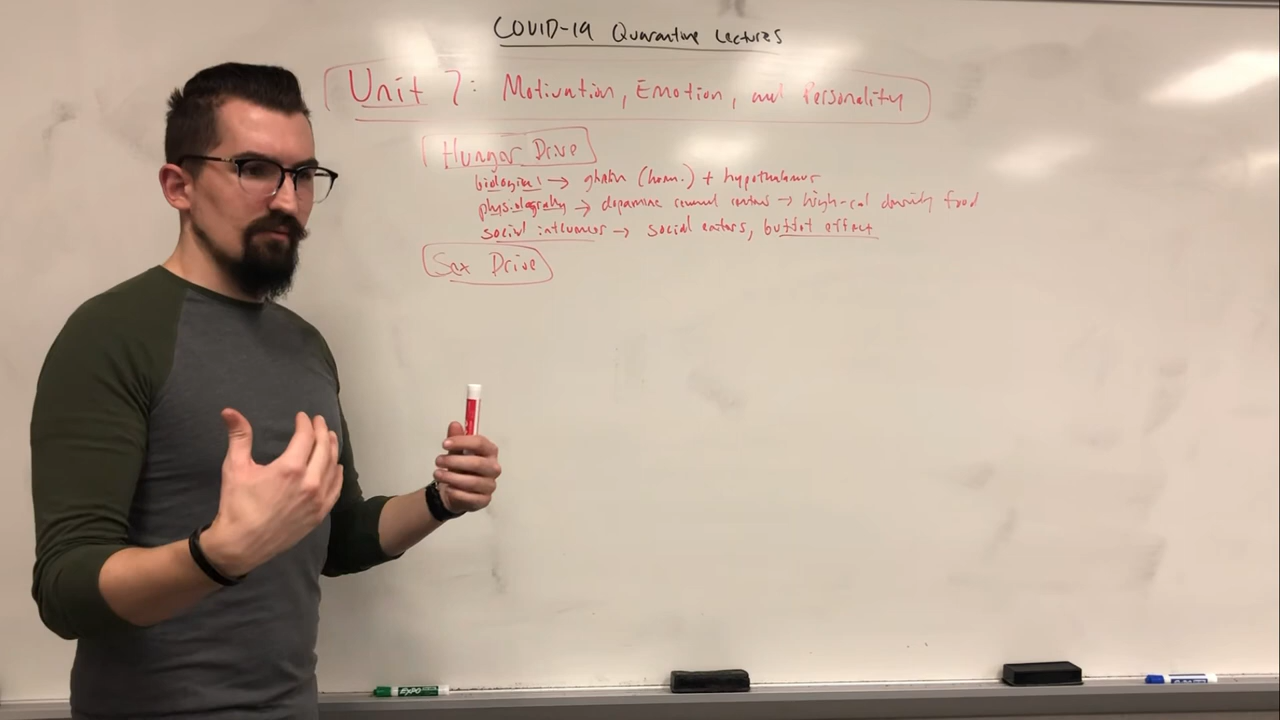 COVID-19 Quarantine Lectures
Unit 7: Motivation, Emotion, and Personality
Hunger Drive
biological → ghrelin (horm.) + hypothalamus
physiologically → dopamine reward centers → high-cal density food
social influences → social eaters, buffet effect
Sex Drive
EXPO